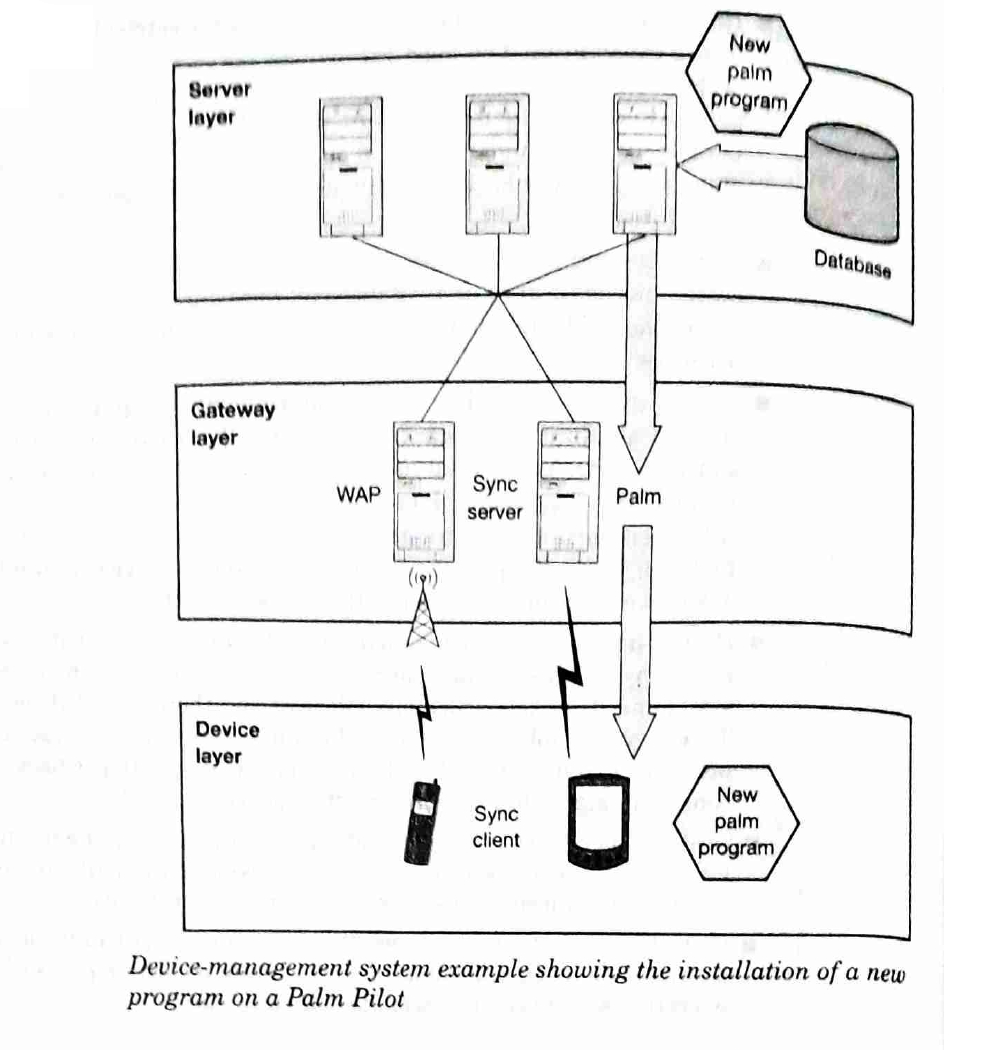 New
palm
program
Server
layer
Database
Gateway
layer
WAP
Sync
server
Palm
Device
layer
Sync
client
New
palm
program
Device-management system example showing the installation of a new
program on a Palm Pilot